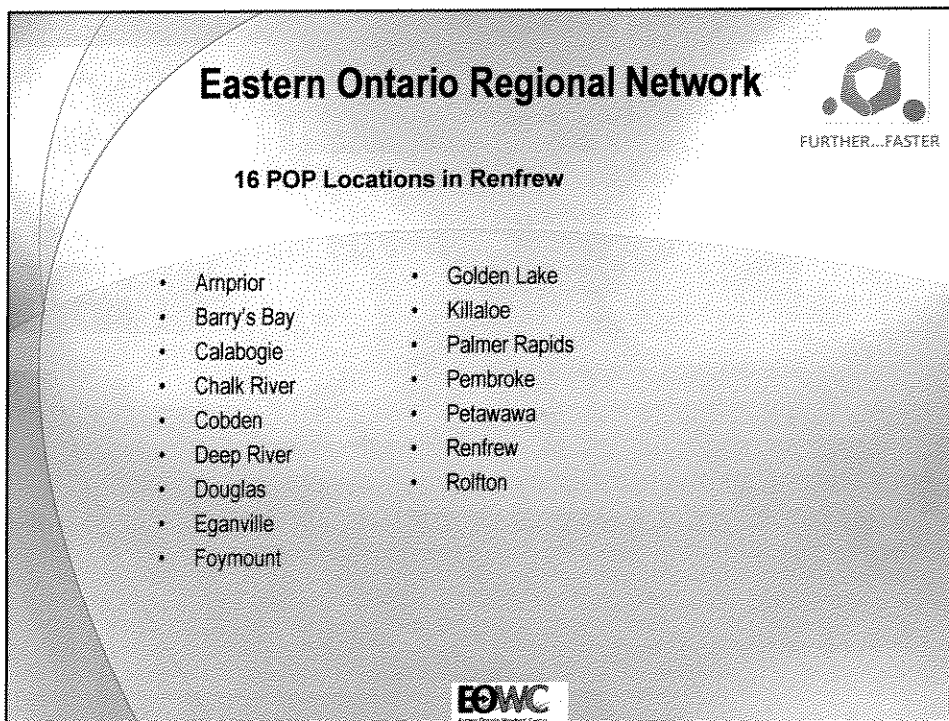 Eastern Ontario Regional Network
FURTHER...FASTER
16 POP Locations in Renfrew
• Arnprior
• Barry's Bay
• Calabogie
• Chalk River
• Cobden
• Deep River
• Douglas
• Eganville
• Foymount
• Golden Lake
• Killaloe
• Palmer Rapids
• Pembroke
• Petawawa
• Renfrew
• Rolfton
EOWC